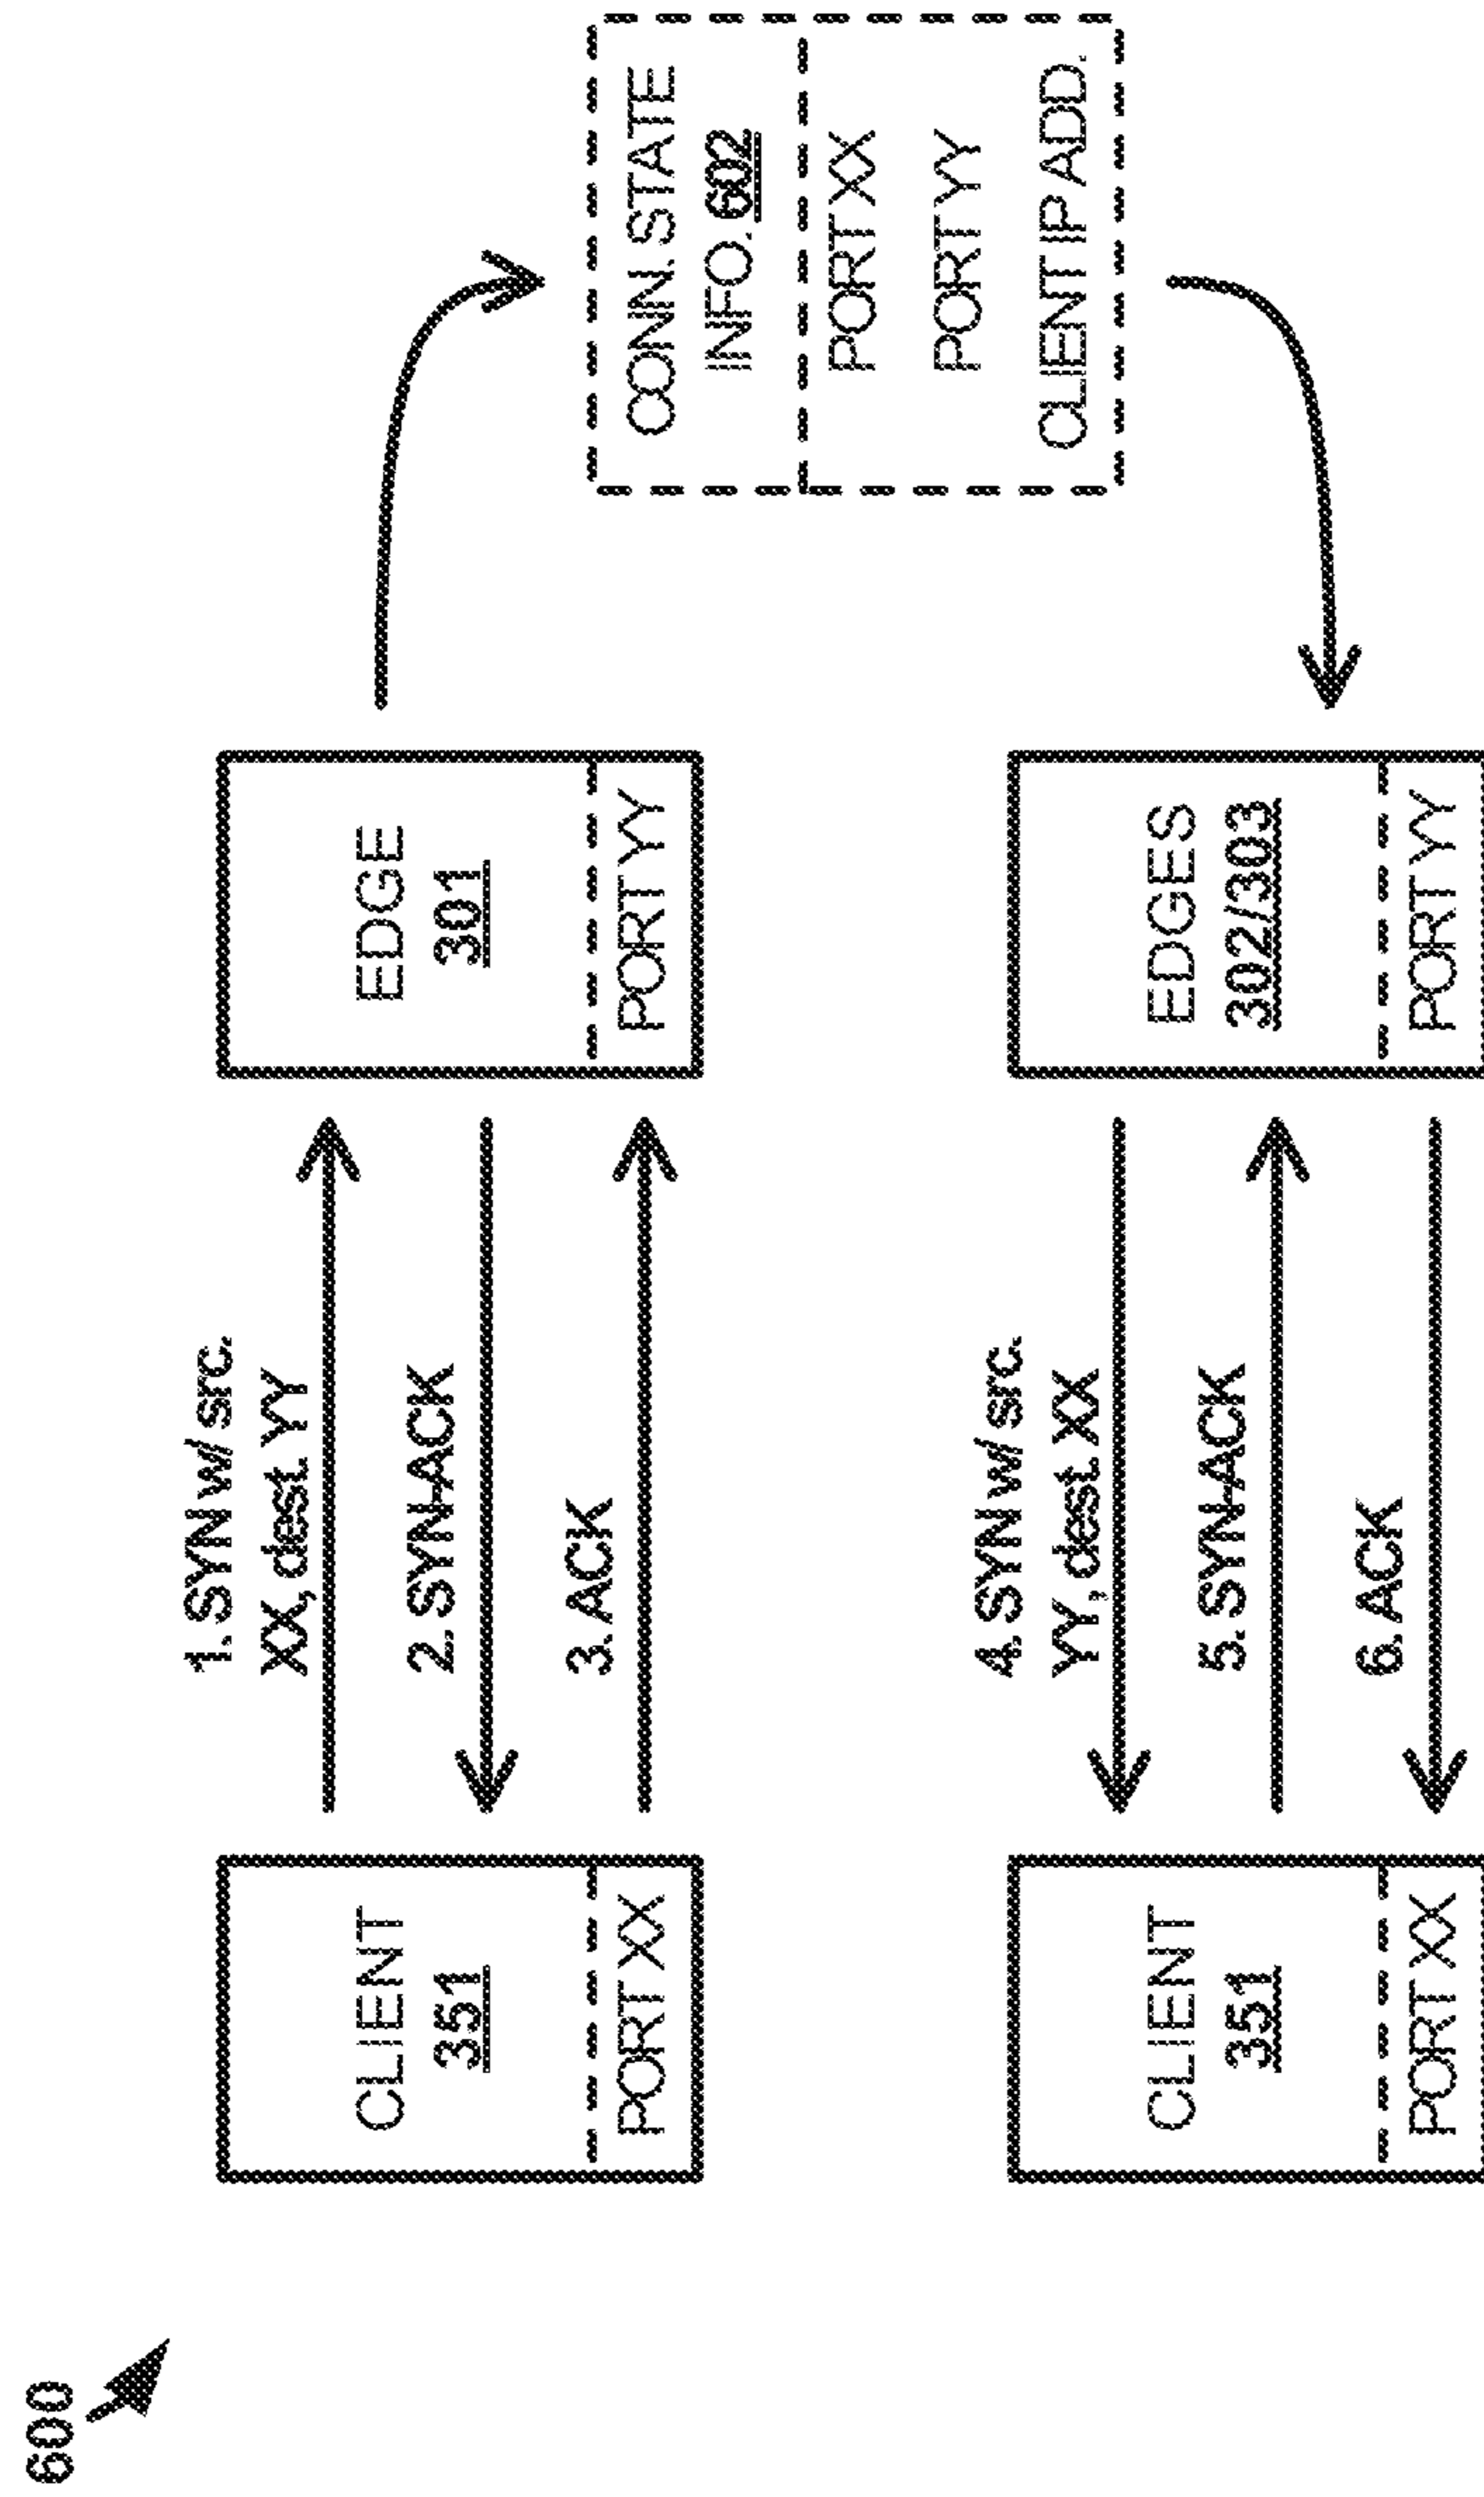 600
1. SYN w/ src.
XX, dest. YY
2. SYN-ACK
3. ACK
CLIENT
351
PORT XX
EDGE
301
PORT YY
CONN. STATE
INFO. 602
PORT XX
PORT YY
CLIENT IP ADD.
4. SYN w/ src.
YY, dest. XX
5. SYN-ACK
6. ACK
CLIENT
351
PORT XX
EDGES
302/303
PORT YY